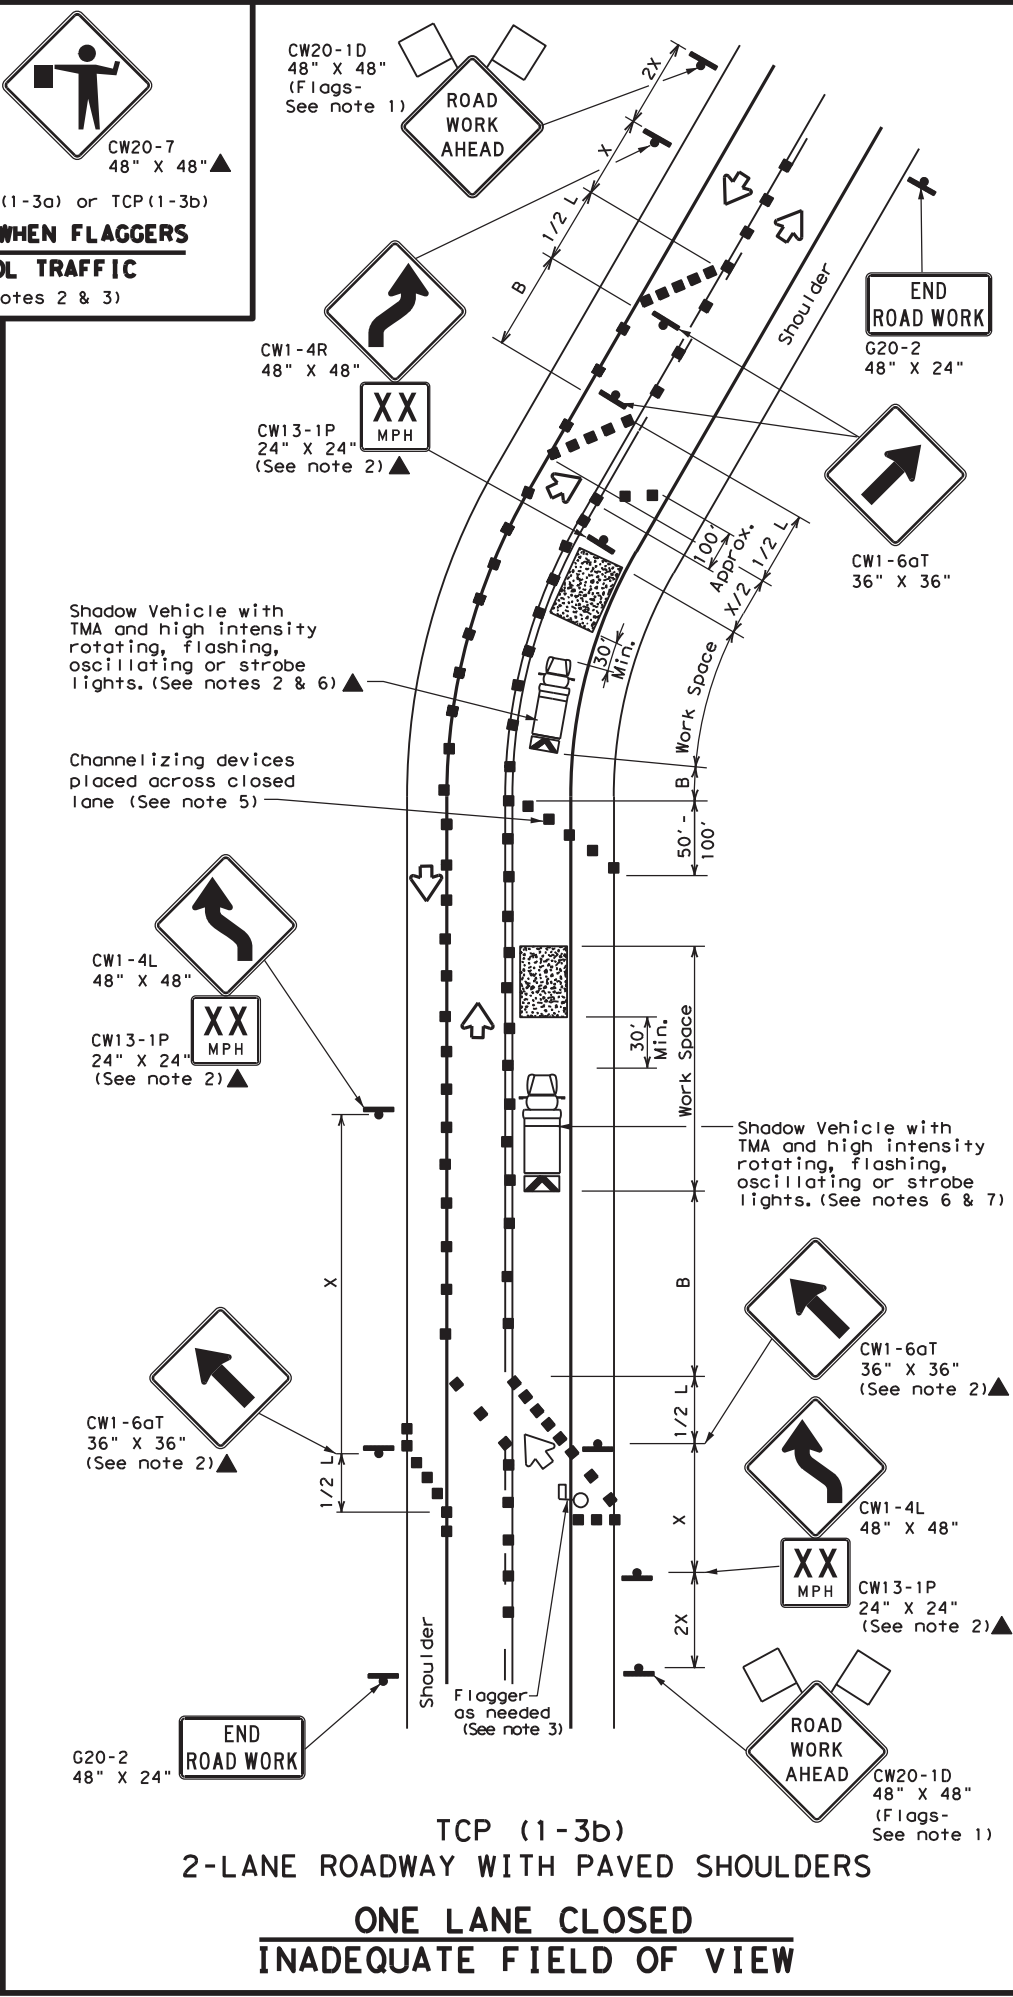 CW20-7
48" X 48"
(1-3a) or TCP(1-3b)
WHEN FLAGGERS
OL TRAFFIC
otes 2 & 3)
CW20-1D
48" X 48"
(Flags-
See note 1)
ROAD
WORK
AHEAD
2X
X
1/2 L
B
Shoulder
END
ROAD WORK
G20-2
48" X 24"
CW1-4R
48" X 48"
XX
MPH
CW13-1P
24" X 24"
(See note 2)
CW1-6aT
36" X 36"
100'
Approx.
1/2 L
X/2
30'
Min.
Work Space
B
50' -
100'
Shadow Vehicle with
TMA and high intensity
rotating, flashing,
oscillating or strobe
lights. (See notes 2 & 6)
Channelizing devices
placed across closed
lane (See note 5)
CW1-4L
48" X 48"
XX
MPH
CW13-1P
24" X 24"
(See note 2)
30'
Min.
Work Space
Shadow Vehicle with
TMA and high intensity
rotating, flashing,
oscillating or strobe
lights. (See notes 6 & 7)
X
B
CW1-6aT
36" X 36"
(See note 2)
1/2 L
CW1-6aT
36" X 36"
(See note 2)
1/2 L
X
CW1-4L
48" X 48"
XX
MPH
CW13-1P
24" X 24"
(See note 2)
2X
Shoulder
Flagger
as needed
(See note 3)
END
ROAD WORK
G20-2
48" X 24"
ROAD
WORK
AHEAD
CW20-1D
48" X 48"
(Flags-
See note 1)
TCP (1-3b)
2-LANE ROADWAY WITH PAVED SHOULDERS
ONE LANE CLOSED
INADEQUATE FIELD OF VIEW